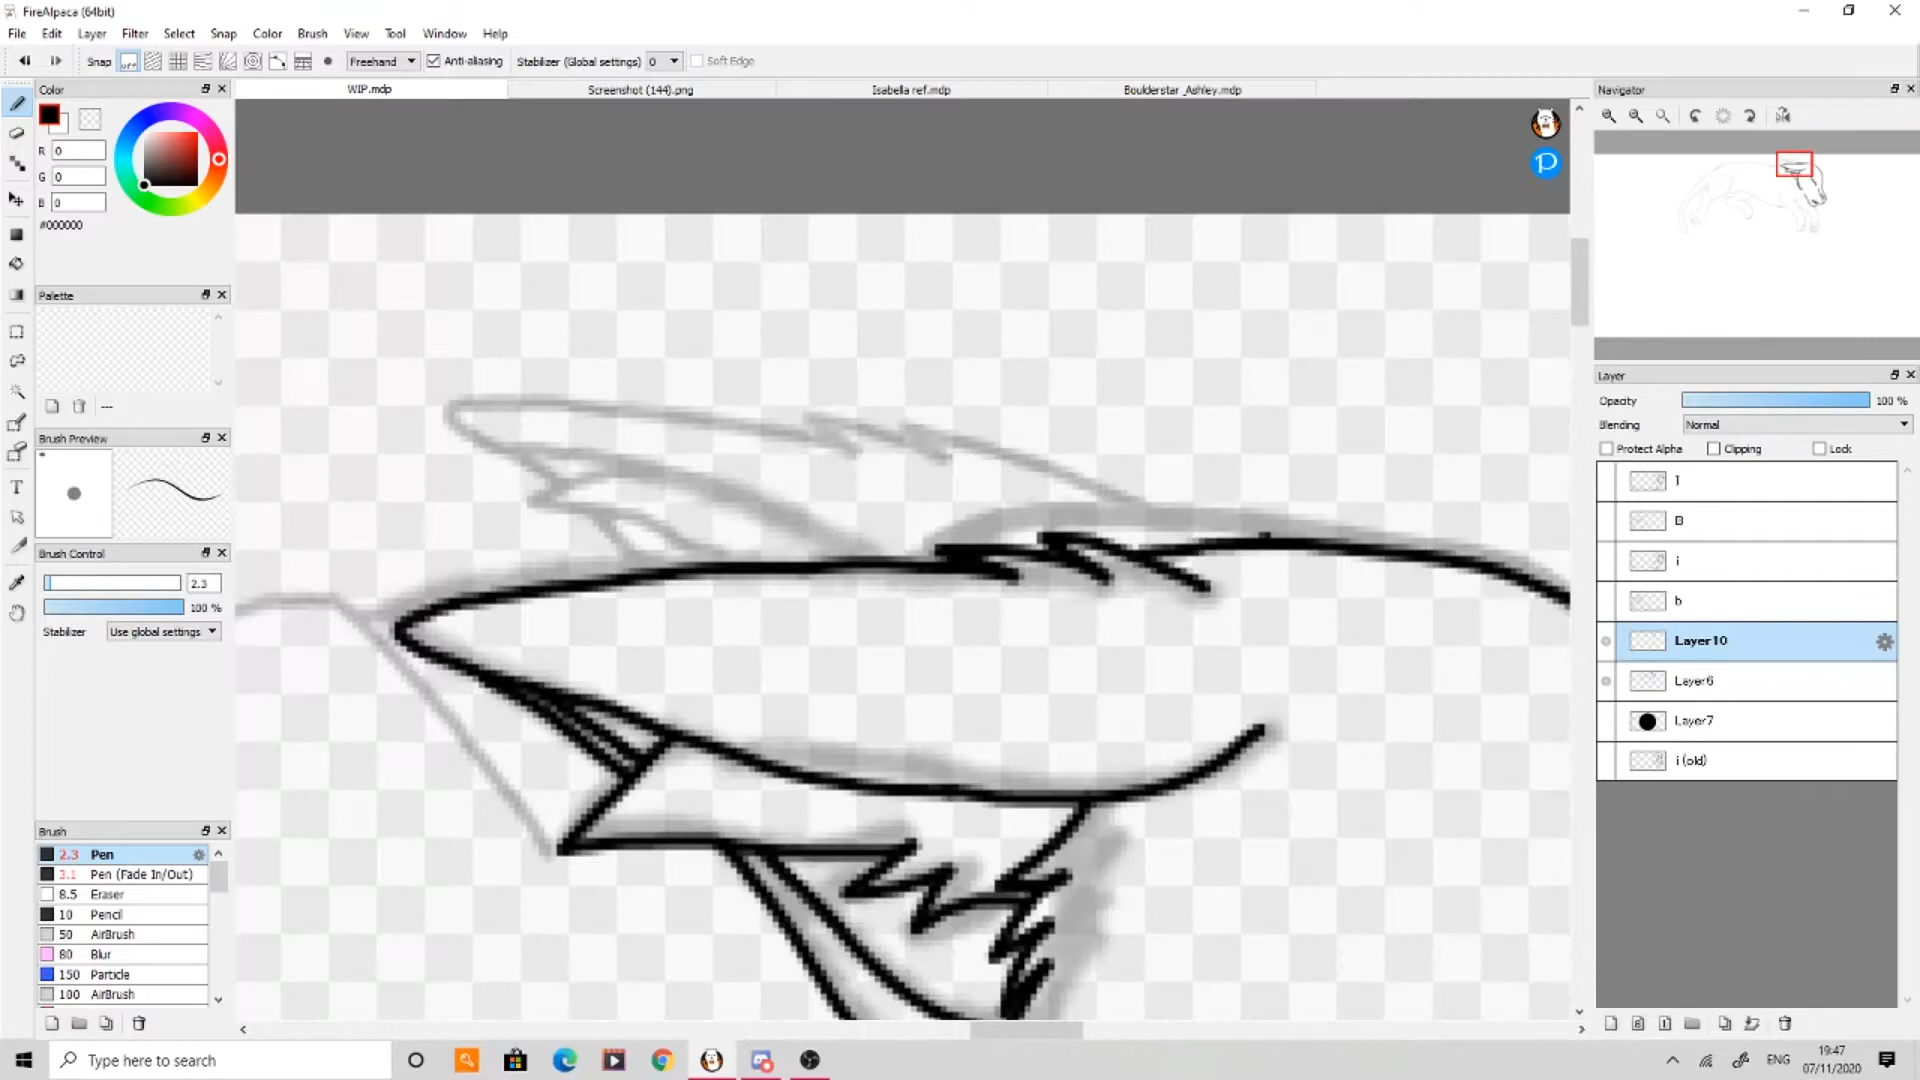 FireAlpaca (64bit)
File Edit Layer Filter Select Snap Color Brush View Tool Window Help
Snap OFF Freehand Anti-aliasing Stabilizer (Global settings) 0 Soft Edge
Color WIP.mdp Screenshot (144).png Isabella ref.mdp Boulderstar_Ashley.mdp Navigator
R 0
G 0
B 0
#000000
Palette
---
Brush Preview
Brush Control
2.3
100 %
Stabilizer Use global settings
Brush
2.3 Pen
3.1 Pen (Fade In/Out)
8.5 Eraser
10 Pencil
50 AirBrush
80 Blur
150 Particle
100 AirBrush
Layer
Opacity 100 %
Blending Normal
Protect Alpha Clipping Lock
I
B
i
b
Layer10
Layer6
Layer7
i (old)
Type here to search
ENG
19:47
07/11/2020